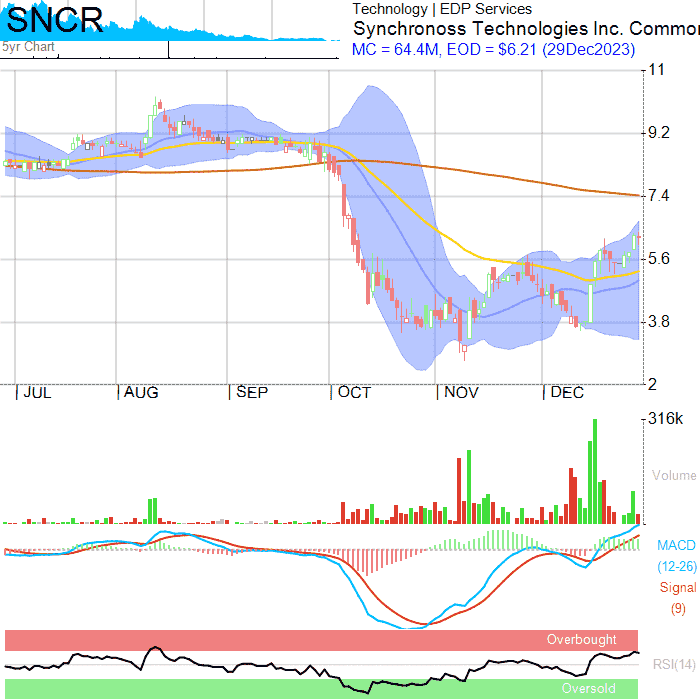 SNCR
5yr Chart
Technology | EDP Services
Synchronoss Technologies Inc. Commo
MC = 64.4M, EOD = $6.21 (29Dec2023)
11
9.2
7.4
5.6
3.8
2
JUL
AUG
SEP
OCT
NOV
DEC
316k
Volume
MACD
(12-26)
Signal
(9)
Overbought
RSI(14)
Oversold